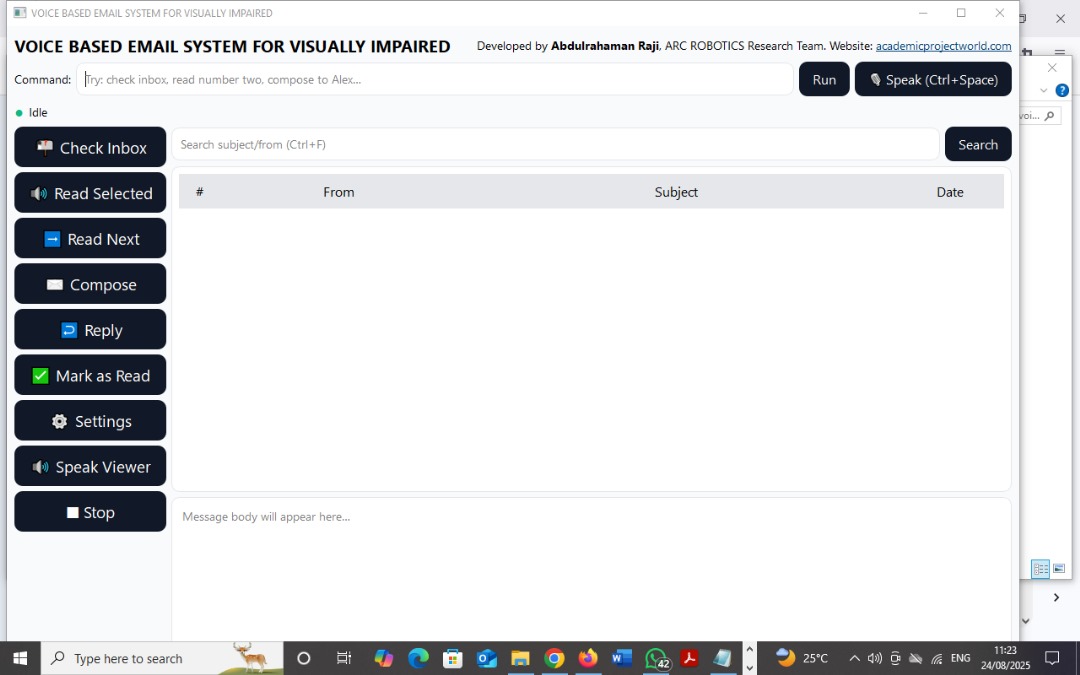 VOICE BASED EMAIL SYSTEM FOR VISUALLY IMPAIRED
VOICE BASED EMAIL SYSTEM FOR VISUALLY IMPAIRED
Developed by Abdulrahaman Raji, ARC ROBOTICS Research Team. Website: academicprojectworld.com
Command:
Try: check inbox, read number two, compose to Alex...
Run
Speak (Ctrl+Space)
voi...
Idle
Check Inbox
Search subject/from (Ctrl+F)
Search
Read Selected
# From Subject Date
Read Next
Compose
Reply
Mark as Read
Settings
Speak Viewer
Stop
Message body will appear here...
Type here to search
42
25°C
ENG
11:23
24/08/2025